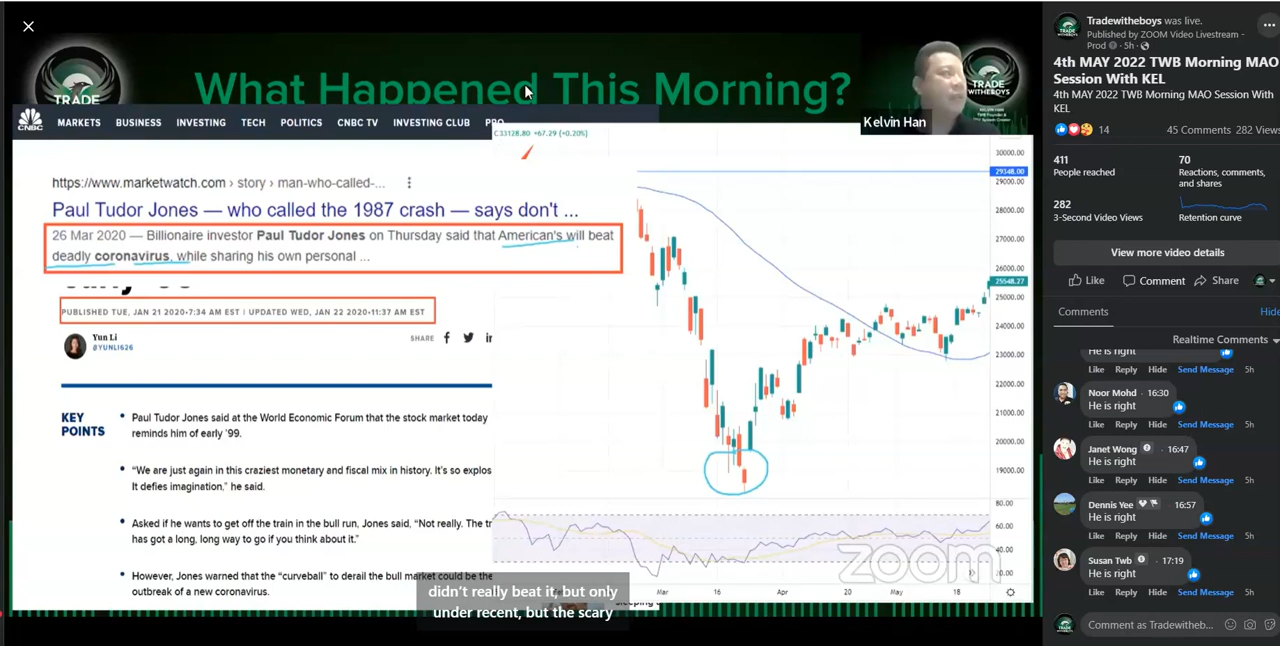 What Happened This Morning?
TRADE
TRADE
WITHEBOYS
Kelvin Han
CNBC
MARKETS BUSINESS INVESTING TECH POLITICS CNBC TV INVESTING CLUB PRO
C33128.80 +67.29 (+0.20%)
https://www.marketwatch.com › story › man-who-called-...
Paul Tudor Jones — who called the 1987 crash — says don't ...
26 Mar 2020 — Billionaire investor Paul Tudor Jones on Thursday said that American's will beat
deadly coronavirus, while sharing his own personal ...
PUBLISHED TUE, JAN 21 2020•7:34 AM EST | UPDATED WED, JAN 22 2020•11:37 AM EST
Yun Li
@YUNLI626
SHARE
KEY
POINTS
• Paul Tudor Jones said at the World Economic Forum that the stock market today
reminds him of early '99.
• "We are just again in this craziest monetary and fiscal mix in history. It's so explos
It defies imagination," he said.
• Asked if he wants to get off the train in the bull run, Jones said, "Not really. The tr
has got a long, long way to go if you think about it."
• However, Jones warned that the "curveball" to derail the bull market could be the
outbreak of a new coronavirus.
30000.00
29348.00
29000.00
28000.00
27000.00
26000.00
25548.27
25000.00
24000.00
23000.00
22000.00
21000.00
20000.00
19000.00
80.00
60.00
40.00
20.00
Mar 16 Apr 20 May 18
zoom
didn't really beat it, but only
under recent, but the scary
Tradewitheboys was live.
Published by ZOOM Video Livestream -
Prod · 5h ·
4th MAY 2022 TWB Morning MAO
Session With KEL
4th MAY 2022 TWB Morning MAO Session With
KEL
14 45 Comments 282 Views
411
People reached
70
Reactions, comments,
and shares
282
3-Second Video Views
Retention curve
View more video details
Like Comment Share
Comments Hide
Realtime Comments
He is right
Like Reply Hide Send Message 5h
Noor Mohd · 16:30
He is right
Like Reply Hide Send Message 5h
Janet Wong · 16:47
He is right
Like Reply Hide Send Message 5h
Dennis Yee · 16:57
He is right
Like Reply Hide Send Message 5h
Susan Twb · 17:19
He is right
Like Reply Hide Send Message 5h
Comment as Tradewitheb...